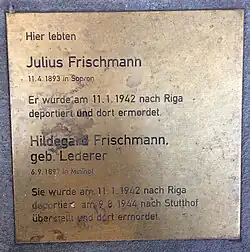 Hier lebten
Julius Frischmann
11.4.1893 in Sopron
Er wurde am 11.1.1942 nach Riga
deportiert und dort ermordet.
Hildegard Frischmann,
geb. Lederer
6.9.1897 in
Sie wurde am 11.1.1942 nach Riga
deportiert, am 9.8.1944 nach Stutthof
überstellt und dort ermordet.